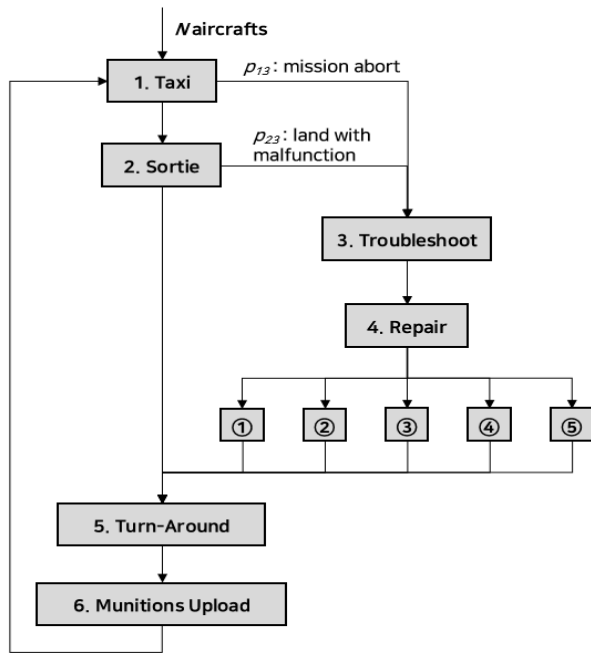 N aircrafts
1. Taxi
p13 : mission abort
p23 : land with
malfunction
2. Sortie
3. Troubleshoot
4. Repair
① ② ③ ④ ⑤
5. Turn-Around
6. Munitions Upload